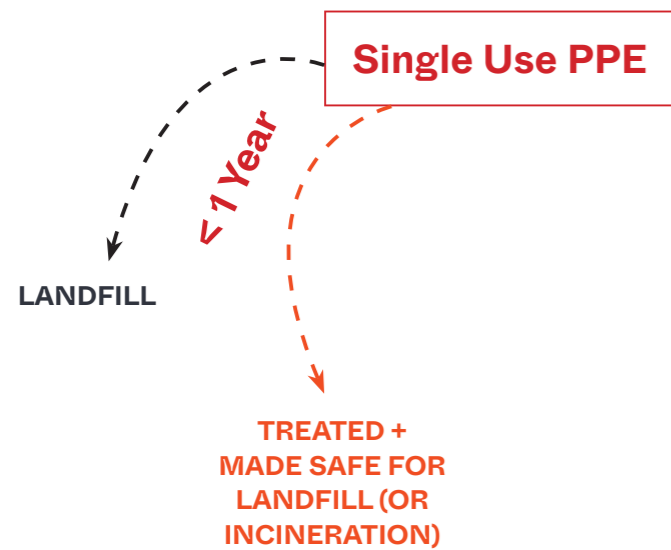 Single Use PPE
< 1 Year
LANDFILL
TREATED +
MADE SAFE FOR
LANDFILL (OR
INCINERATION)